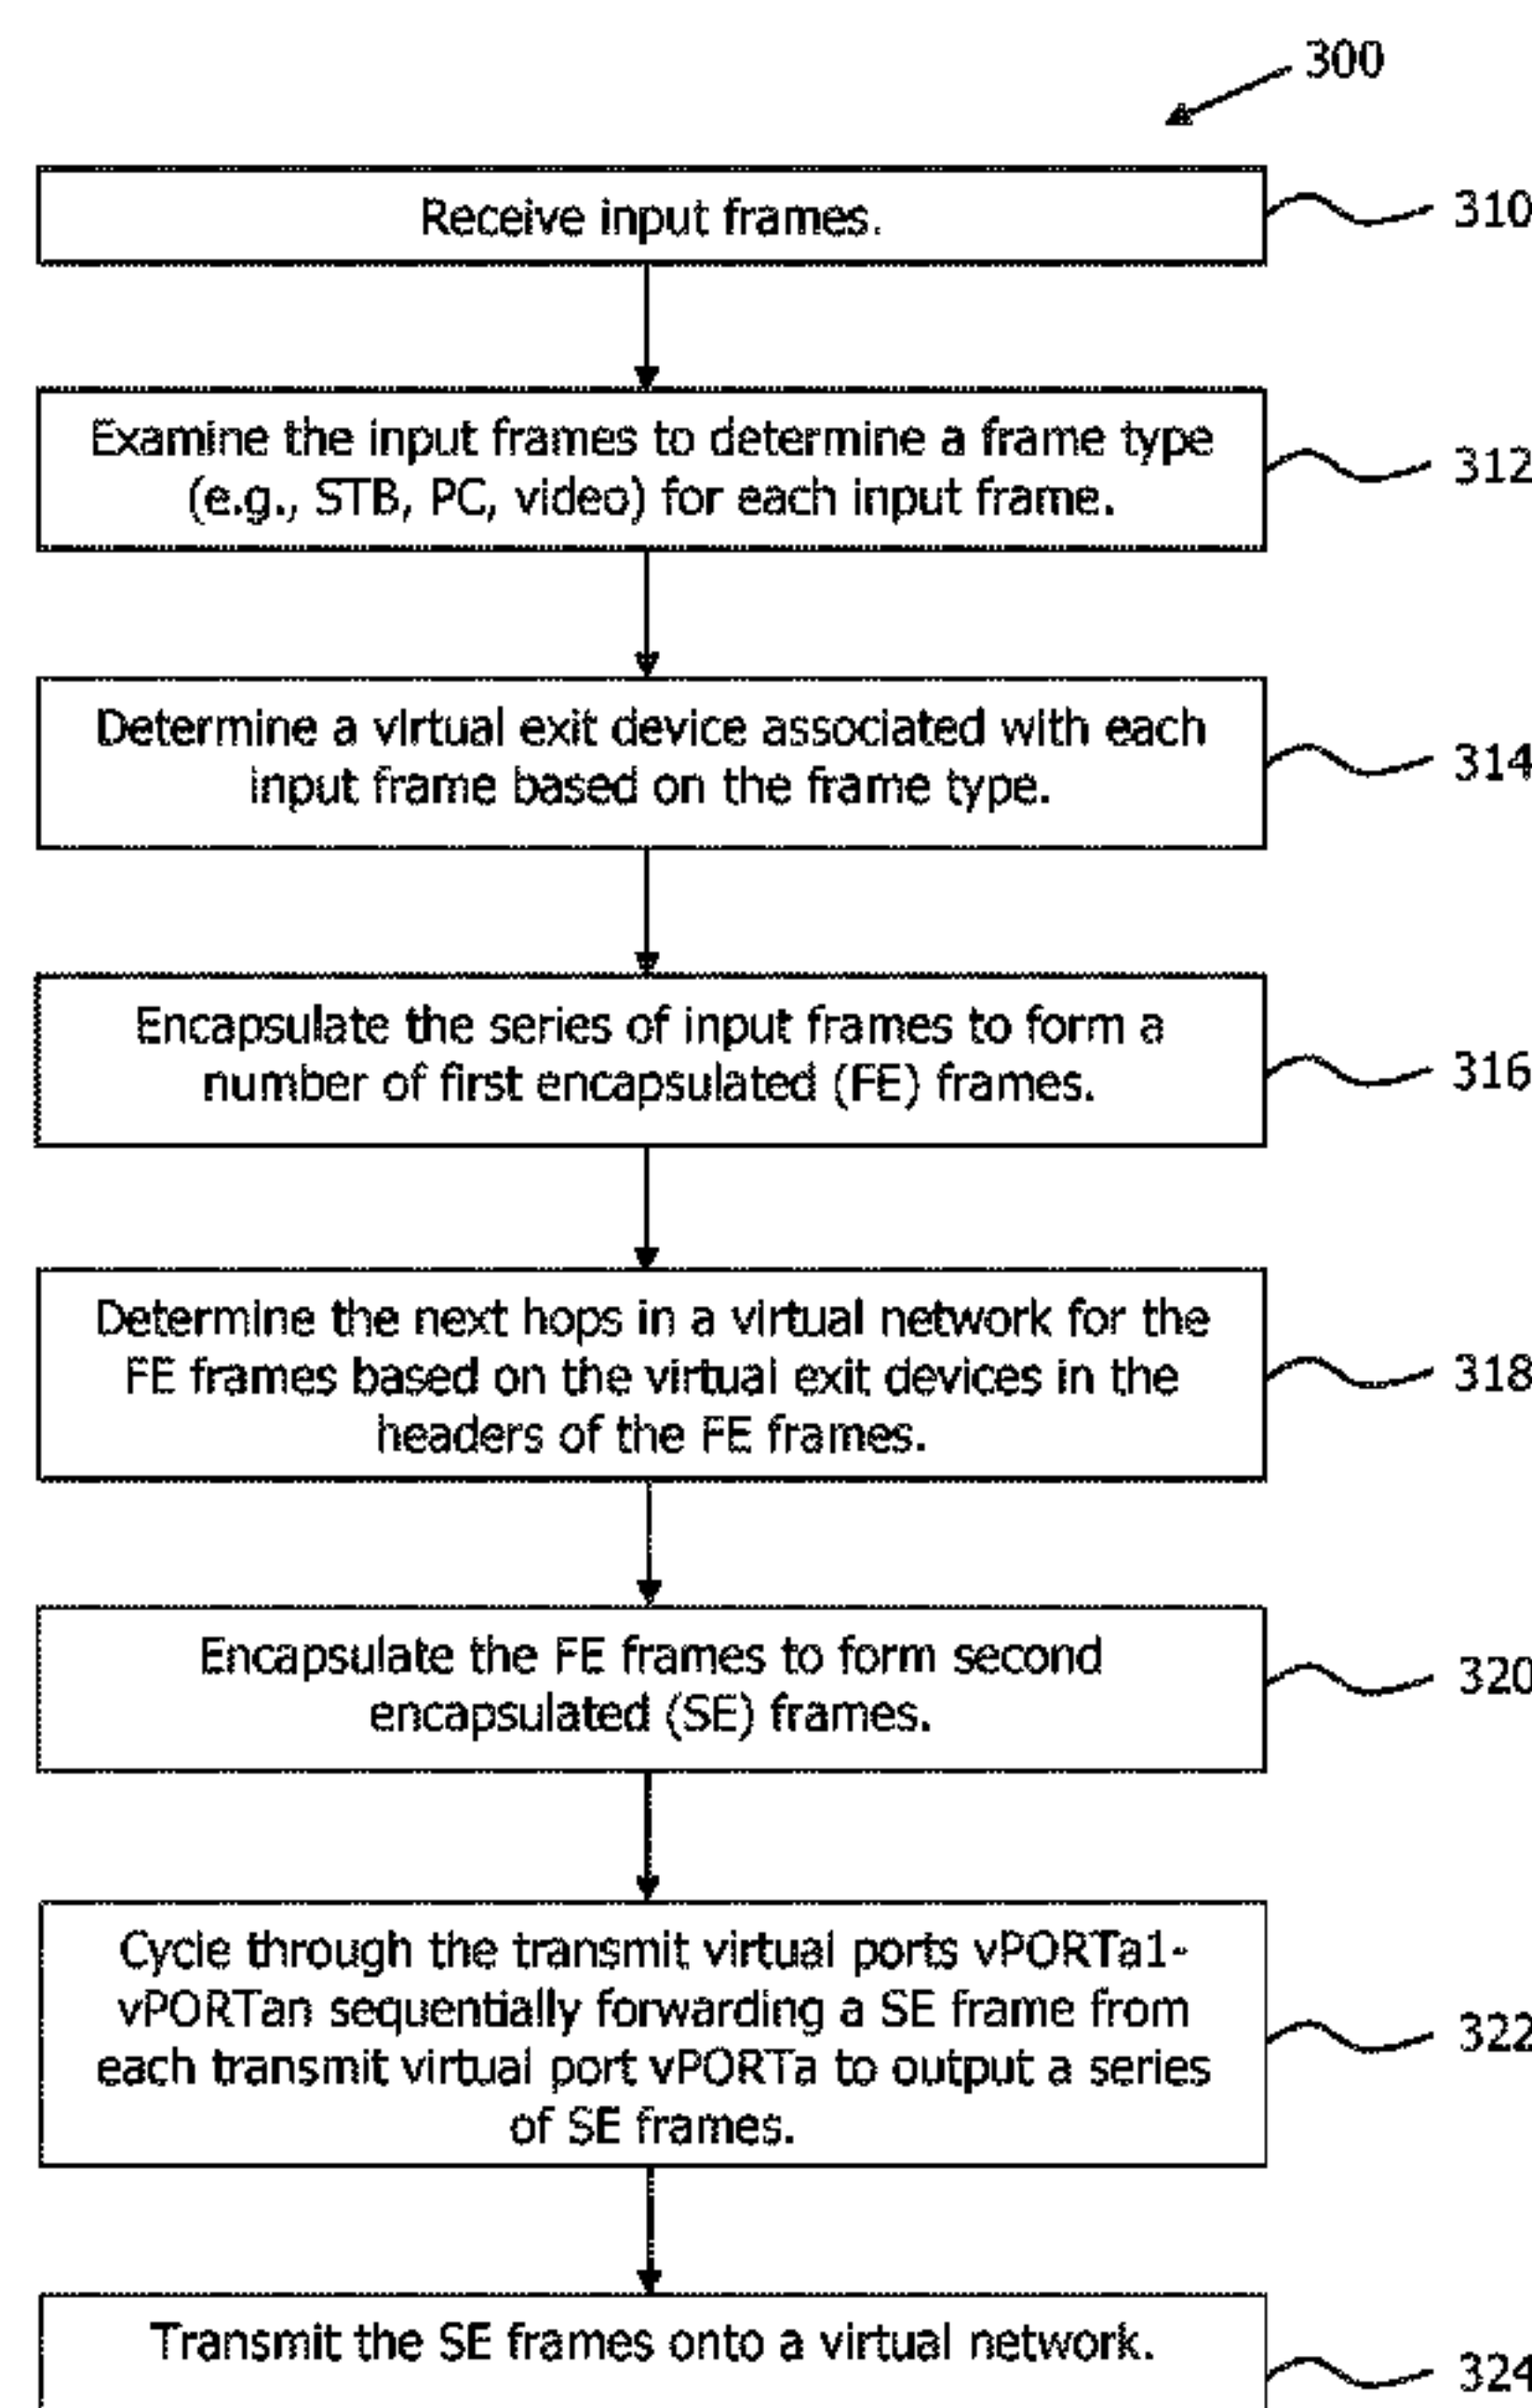 300
Receive input frames.
310
Examine the input frames to determine a frame type
(e.g., STB, PC, video) for each input frame.
312
Determine a virtual exit device associated with each
input frame based on the frame type.
314
Encapsulate the series of input frames to form a
number of first encapsulated (FE) frames.
316
Determine the next hops in a virtual network for the
FE frames based on the virtual exit devices in the
headers of the FE frames.
318
Encapsulate the FE frames to form second
encapsulated (SE) frames.
320
Cycle through the transmit virtual ports vPORTa1-
vPORTan sequentially forwarding a SE frame from
each transmit virtual port vPORTa to output a series
of SE frames.
322
Transmit the SE frames onto a virtual network.
324